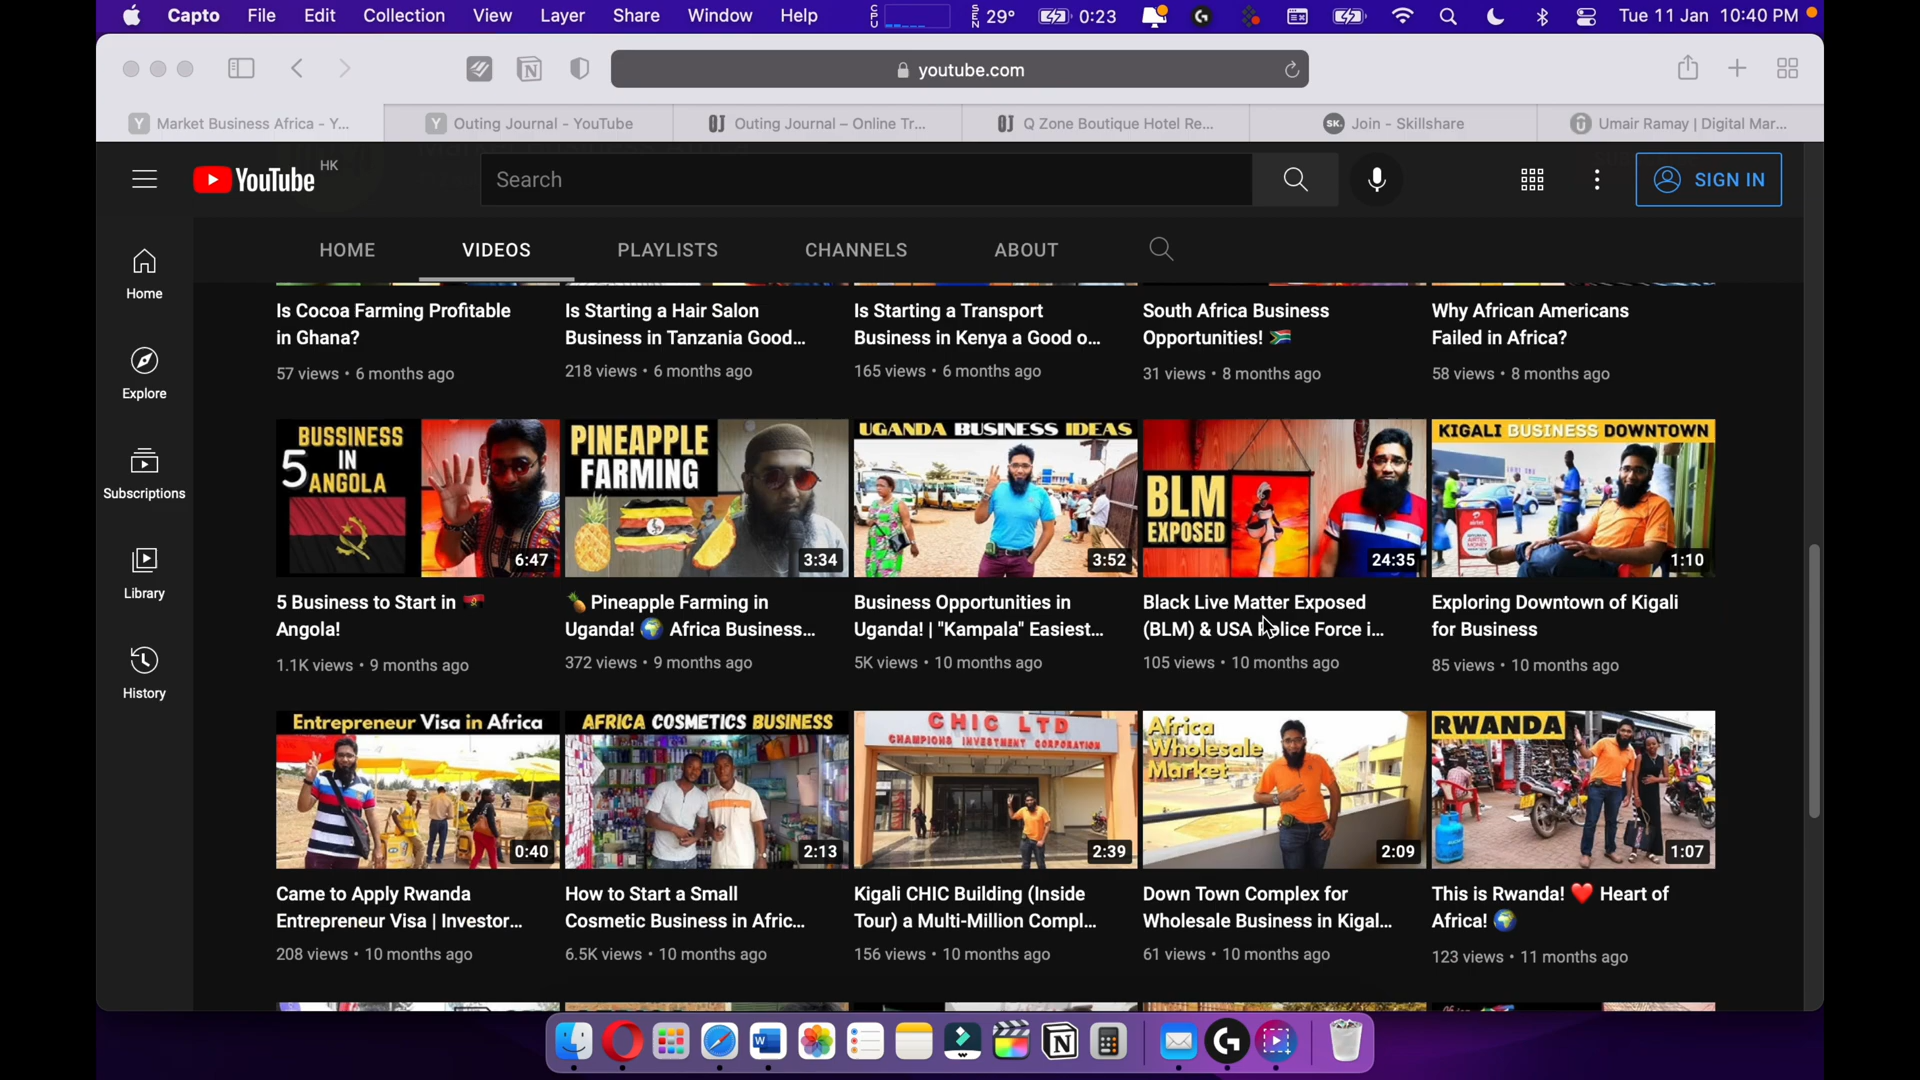 Capto File Edit Collection View Layer Share Window Help CPU SEN 29° 0:23 Tue 11 Jan 10:40 PM
youtube.com
Market Business Africa - Y... Outing Journal - YouTube OJ Outing Journal – Online Tr... OJ Q Zone Boutique Hotel Re... SK. Join - Skillshare Umair Ramay | Digital Mar...
YouTube HK Search SIGN IN
HOME VIDEOS PLAYLISTS CHANNELS ABOUT
Home
Explore
Subscriptions
Library
History
Is Cocoa Farming Profitable
in Ghana?
57 views • 6 months ago
Is Starting a Hair Salon
Business in Tanzania Good...
218 views • 6 months ago
Is Starting a Transport
Business in Kenya a Good o...
165 views • 6 months ago
South Africa Business
Opportunities! 🇿🇦
31 views • 8 months ago
Why African Americans
Failed in Africa?
58 views • 8 months ago
BUSSINESS
5 IN
ANGOLA
6:47
5 Business to Start in 🇦🇴
Angola!
1.1K views • 9 months ago
PINEAPPLE
FARMING
3:34
🍍 Pineapple Farming in
Uganda! 🌍 Africa Business...
372 views • 9 months ago
UGANDA BUSINESS IDEAS
3:52
Business Opportunities in
Uganda! | "Kampala" Easiest...
5K views • 10 months ago
BLM
EXPOSED
24:35
Black Live Matter Exposed
(BLM) & USA Police Force i...
105 views • 10 months ago
KIGALI BUSINESS DOWNTOWN
1:10
Exploring Downtown of Kigali
for Business
85 views • 10 months ago
Entrepreneur Visa in Africa
0:40
Came to Apply Rwanda
Entrepreneur Visa | Investor...
208 views • 10 months ago
AFRICA COSMETICS BUSINESS
2:13
How to Start a Small
Cosmetic Business in Afric...
6.5K views • 10 months ago
CHIC LTD
CHAMPIONS INVESTMENT CORPORATION
2:39
Kigali CHIC Building (Inside
Tour) a Multi-Million Compl...
156 views • 10 months ago
Africa
Wholesale
Market
2:09
Down Town Complex for
Wholesale Business in Kigal...
61 views • 10 months ago
RWANDA
1:07
This is Rwanda! ❤️ Heart of
Africa! 🌍
123 views • 11 months ago